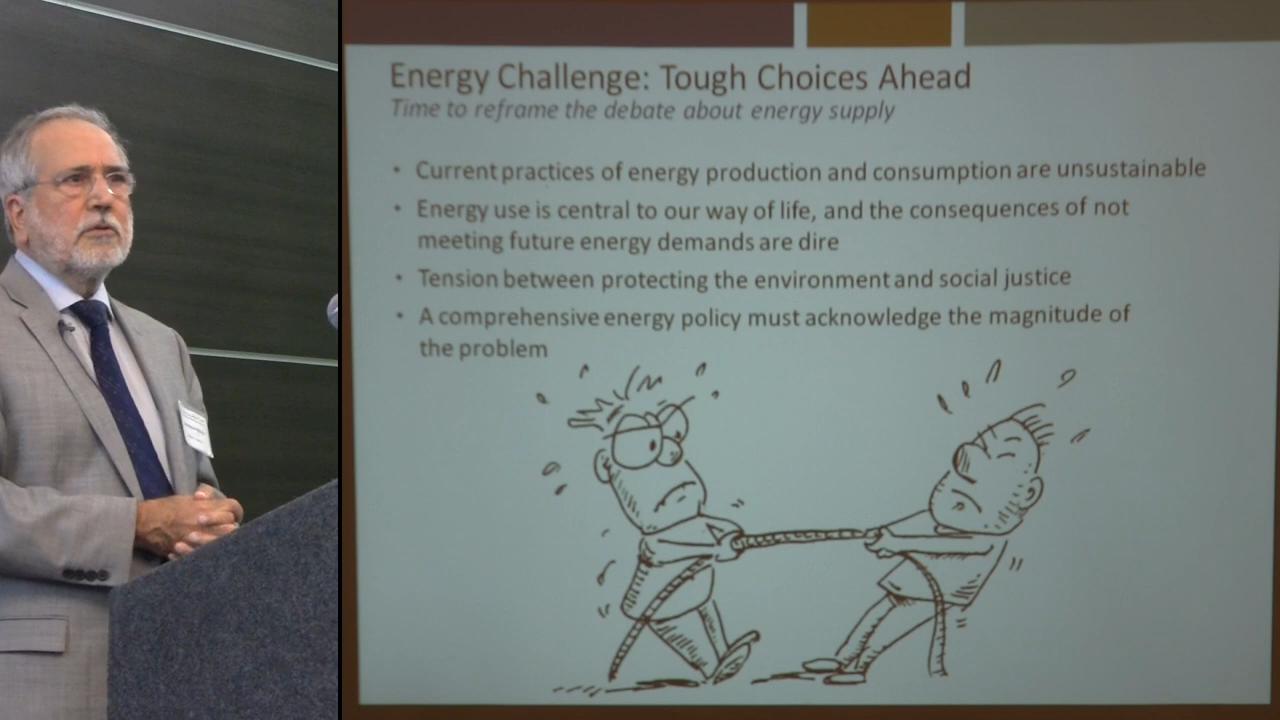 Energy Challenge: Tough Choices Ahead
Time to reframe the debate about energy supply
• Current practices of energy production and consumption are unsustainable
• Energy use is central to our way of life, and the consequences of not
meeting future energy demands are dire
• Tension between protecting the environment and social justice
• A comprehensive energy policy must acknowledge the magnitude of
the problem